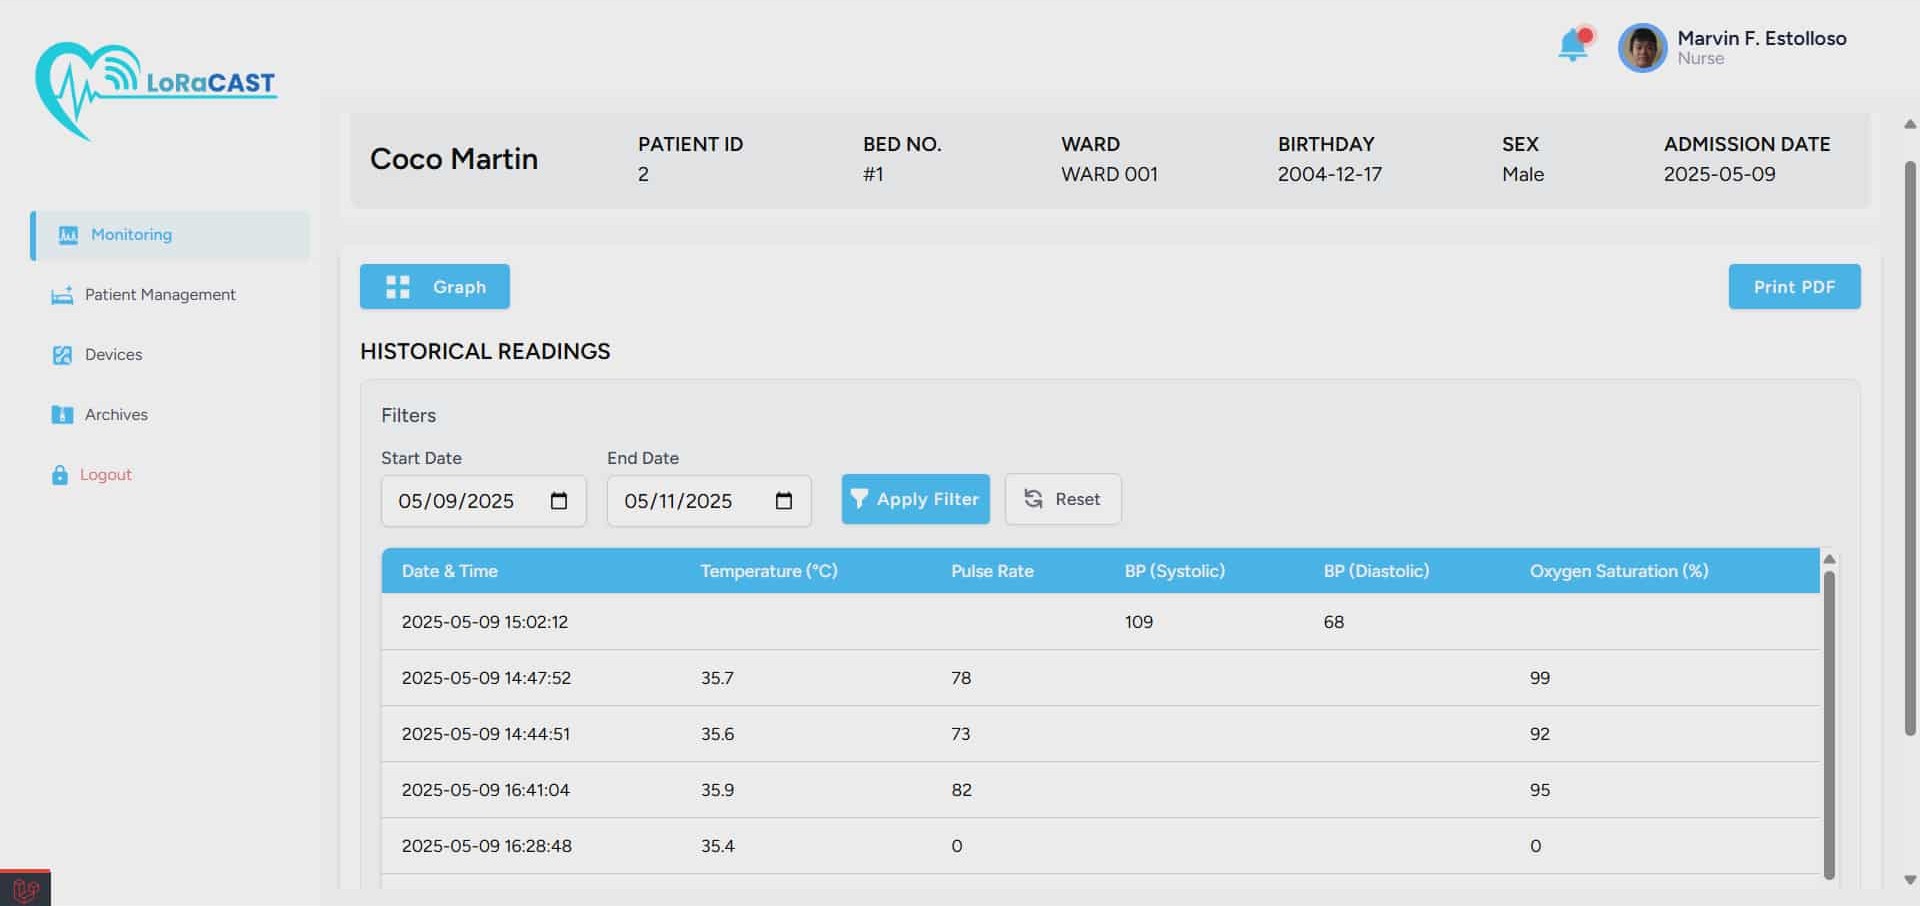 LoRaCAST
Marvin F. Estolloso
Nurse
Coco Martin
PATIENT ID
2
BED NO.
#1
WARD
WARD 001
BIRTHDAY
2004-12-17
SEX
Male
ADMISSION DATE
2025-05-09
Monitoring
Patient Management
Devices
Archives
Logout
Graph
Print PDF
HISTORICAL READINGS
Filters
Start Date
End Date
05/09/2025
05/11/2025
Apply Filter
Reset
Date & Time Temperature (°C) Pulse Rate BP (Systolic) BP (Diastolic) Oxygen Saturation (%)
2025-05-09 15:02:12 109 68
2025-05-09 14:47:52 35.7 78 99
2025-05-09 14:44:51 35.6 73 92
2025-05-09 16:41:04 35.9 82 95
2025-05-09 16:28:48 35.4 0 0